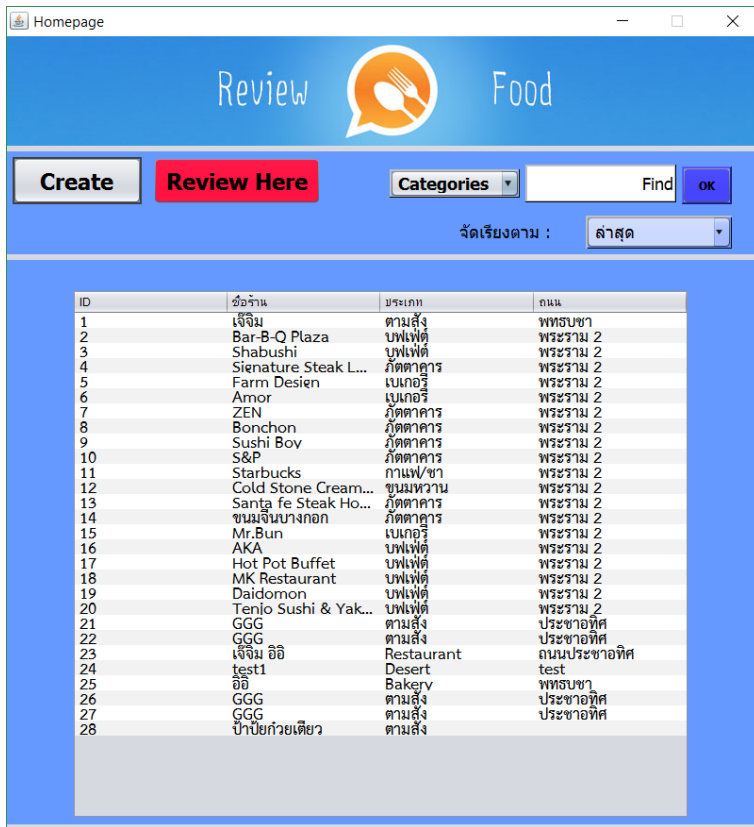 Homepage
Review Food
Create Review Here Categories Find OK
จัดเรียงตาม : ล่าสุด
ID ชื่อร้าน ประเภท ถนน
1 เจ๊จิ๋ม ตามสั่ง พุทธบูชา
2 Bar-B-Q Plaza บุฟเฟ่ต์ พระราม 2
3 Shabushi บุฟเฟ่ต์ พระราม 2
4 Signature Steak L... ภัตตาคาร พระราม 2
5 Farm Design เบเกอรี่ พระราม 2
6 Amor เบเกอรี่ พระราม 2
7 ZEN ภัตตาคาร พระราม 2
8 Bonchon ภัตตาคาร พระราม 2
9 Sushi Boy ภัตตาคาร พระราม 2
10 S&P ภัตตาคาร พระราม 2
11 Starbucks กาแฟ/ชา พระราม 2
12 Cold Stone Cream... ขนมหวาน พระราม 2
13 Santa fe Steak Ho... ภัตตาคาร พระราม 2
14 ขนมจีนบางกอก ภัตตาคาร พระราม 2
15 Mr.Bun เบเกอรี่ พระราม 2
16 AKA บุฟเฟ่ต์ พระราม 2
17 Hot Pot Buffet บุฟเฟ่ต์ พระราม 2
18 MK Restaurant บุฟเฟ่ต์ พระราม 2
19 Daidomon บุฟเฟ่ต์ พระราม 2
20 Tenjo Sushi & Yak... บุฟเฟ่ต์ พระราม 2
21 GGG ตามสั่ง ประชาอุทิศ
22 GGG ตามสั่ง ประชาอุทิศ
23 เจ๊จิ๋ม อิอิ Restaurant ถนนประชาอุทิศ
24 test1 Desert test
25 อิอิ Bakery พุทธบูชา
26 GGG ตามสั่ง ประชาอุทิศ
27 GGG ตามสั่ง ประชาอุทิศ
28 ป้าปุ้ยก๋วยเตี๋ยว ตามสั่ง